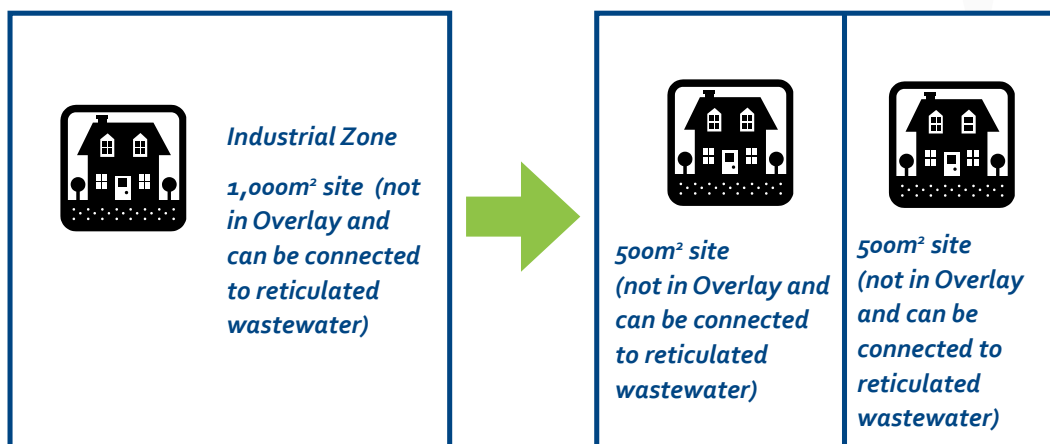 Industrial Zone
1,000m² site (not
in Overlay and
can be connected
to reticulated
wastewater)
500m² site
(not in Overlay and
can be connected
to reticulated
wastewater)
500m² site
(not in Overlay
and can be
connected to
reticulated
wastewater)